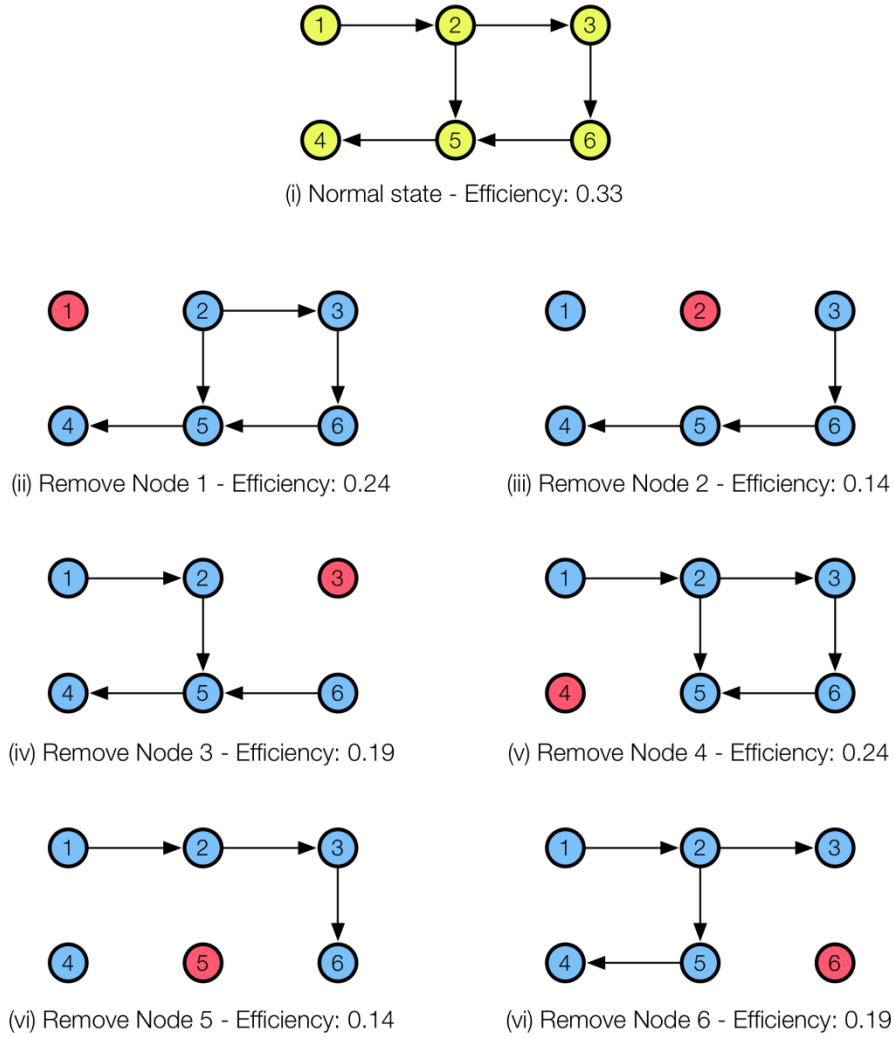 1 2 3
4 5 6
(i) Normal state - Efficiency: 0.33
1 2 3 1 2 3
4 5 6 4 5 6
(ii) Remove Node 1 - Efficiency: 0.24 (iii) Remove Node 2 - Efficiency: 0.14
1 2 3 1 2 3
4 5 6 4 5 6
(iv) Remove Node 3 - Efficiency: 0.19 (v) Remove Node 4 - Efficiency: 0.24
1 2 3 1 2 3
4 5 6 4 5 6
(vi) Remove Node 5 - Efficiency: 0.14 (vi) Remove Node 6 - Efficiency: 0.19